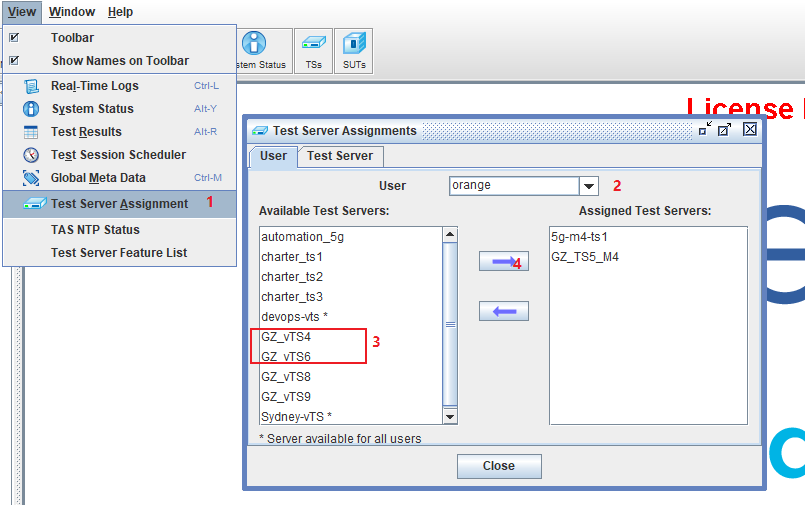 View Window Help
Toolbar
Show Names on Toolbar
Real-Time Logs Ctrl-L
System Status Alt-Y
Test Results Alt-R
Test Session Scheduler
Global Meta Data Ctrl-M
Test Server Assignment 1
TAS NTP Status
Test Server Feature List
stem Status TSs SUTs
License
Test Server Assignments
User Test Server
User orange 2
Available Test Servers: Assigned Test Servers:
automation_5g
charter_ts1
charter_ts2
charter_ts3
devops-vts *
GZ_vTS4
GZ_vTS6
3
GZ_vTS8
GZ_vTS9
Sydney-vTS *
4
5g-m4-ts1
GZ_TS5_M4
* Server available for all users
Close